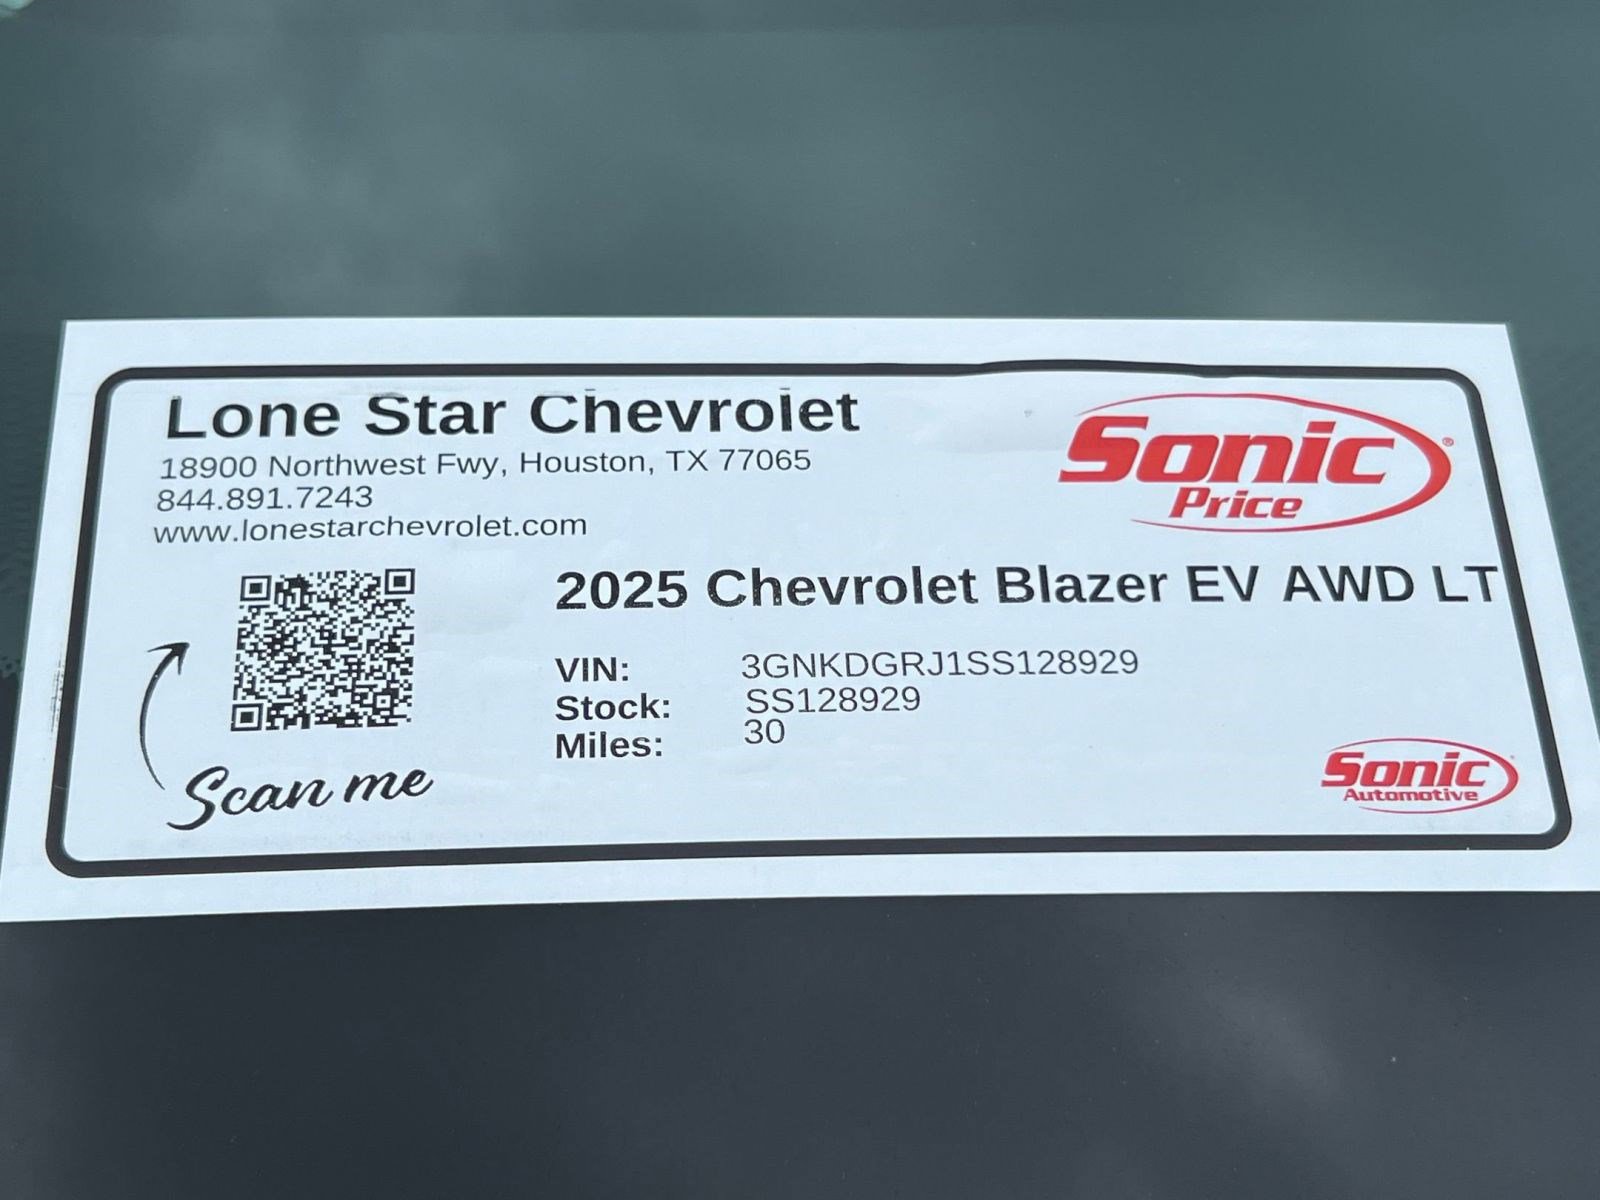 Lone Star Chevrolet
18900 Northwest Fwy, Houston, TX 77065
844.891.7243
www.lonestarchevrolet.com
Sonic®
Price
2025 Chevrolet Blazer EV AWD LT
VIN: 3GNKDGRJ1SS128929
Stock: SS128929
Miles: 30
Scan me
Sonic
Automotive